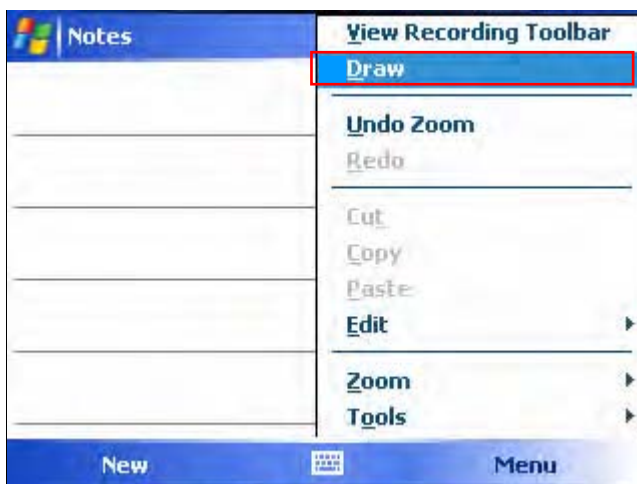 Notes
View Recording Toolbar
Draw
Undo Zoom
Redo
Cut
Copy
Paste
Edit
Zoom
Tools
New
Menu